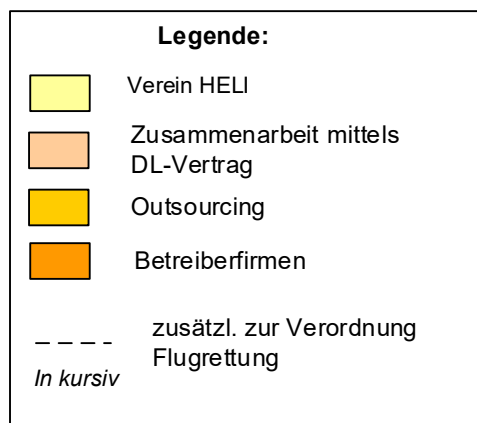 Legende:
Verein HELI
Zusammenarbeit mittels
DL-Vertrag
Outsourcing
Betreiberfirmen
zusätzl. zur Verordnung
Flugrettung
In kursiv